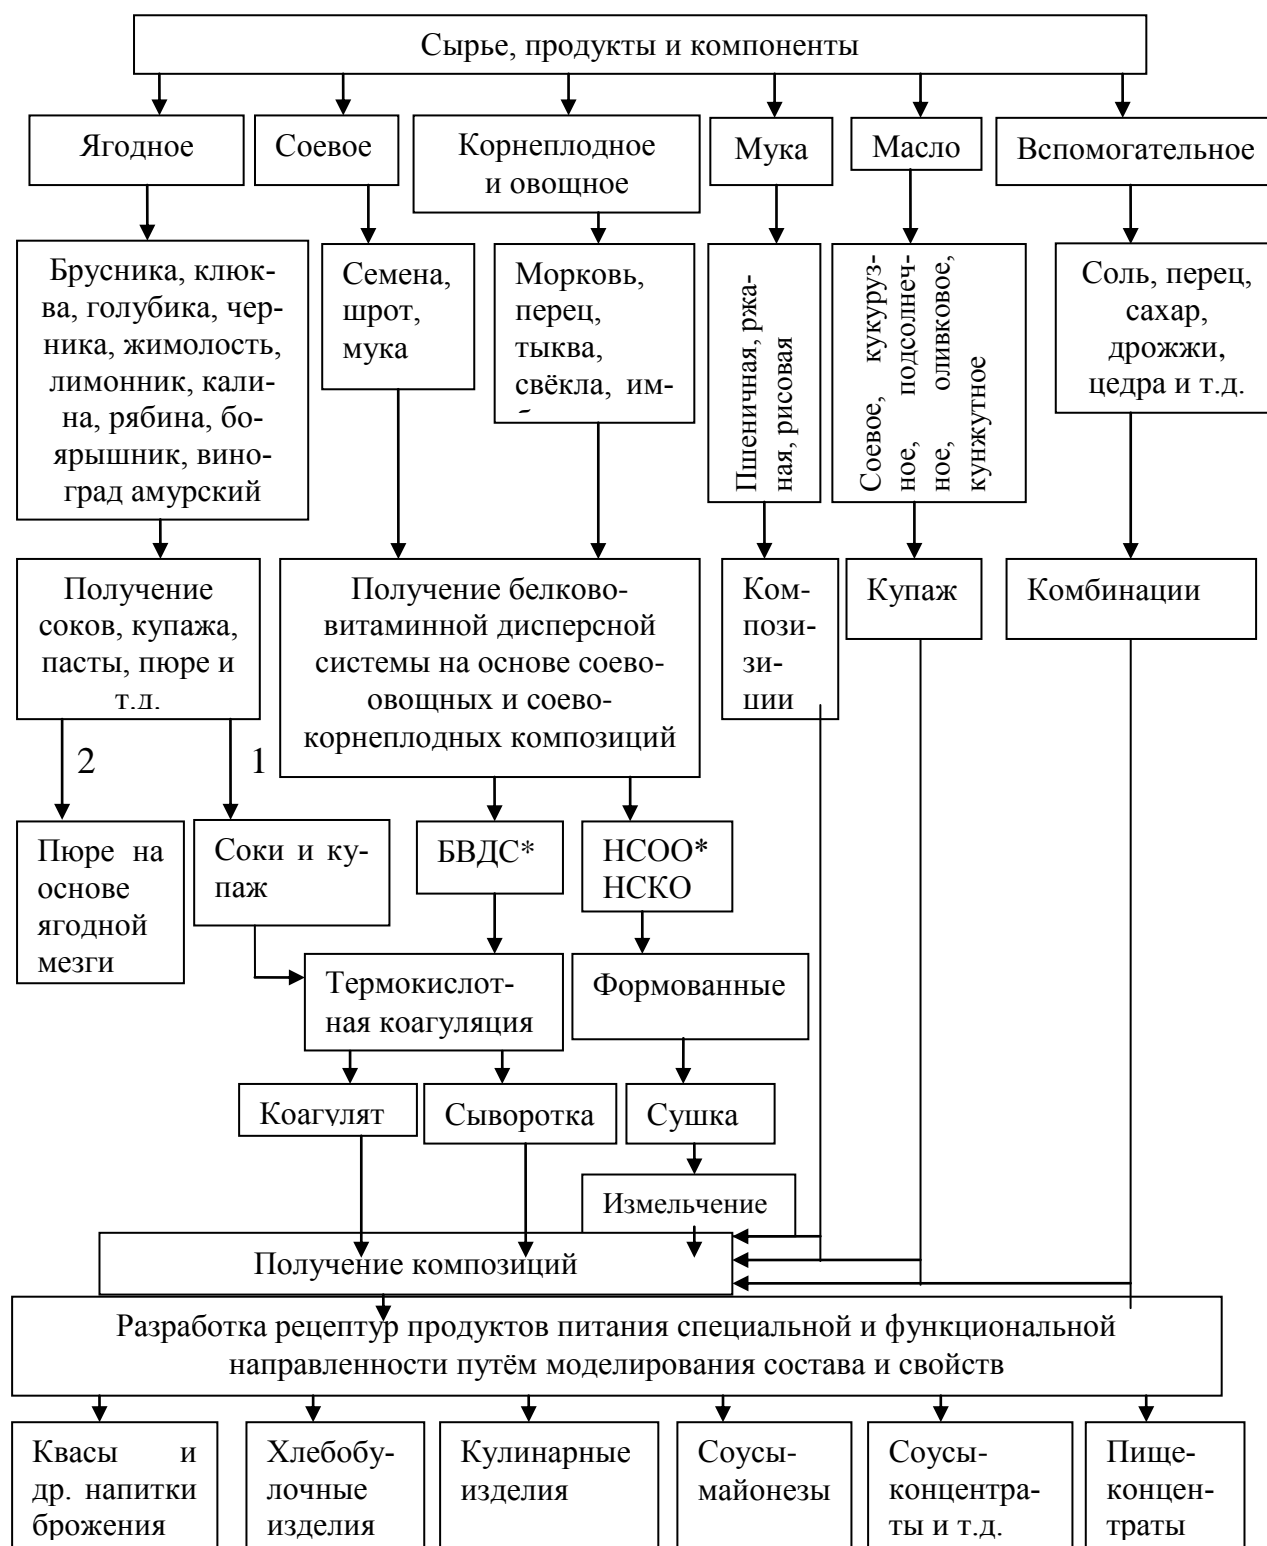 Сырье, продукты и компоненты
Ягодное
Соевое
Корнеплодное
и овощное
Мука
Масло
Вспомогательное
Брусника, клюк-
ва, голубика, чер-
ника, жимолость,
лимонник, кали-
на, рябина, бо-
ярышник, вино-
град амурский
Семена,
шрот,
мука
Морковь,
перец,
тыква,
свёкла, им-
Пшеничная, ржа-
ная, рисовая
Соевое, кукуруз-
ное, подсолнеч-
ное, оливковое,
кунжутное
Соль, перец,
сахар,
дрожжи,
цедра и т.д.
Получение
соков, купажа,
пасты, пюре и
т.д.
Получение белково-
витаминной дисперсной
системы на основе соево-
овощных и соево-
корнеплодных композиций
Ком-
пози-
зи-
ции
Купаж
Комбинации
2
1
Пюре на
основе
ягодной
мезги
Соки и ку-
паж
БВДС*
НСОО*
НСКО
Термокислот-
ная коагуляция
Формованные
Коагулят
Сыворотка
Сушка
Измельчение
Получение композиций
Разработка рецептур продуктов питания специальной и функциональной
направленности путём моделирования состава и свойств
Квасы и
др. напитки
брожения
Хлебобу-
лочные
изделия
Кулинарные
изделия
Соусы-
майонезы
Соусы-
концентра-
ты и т.д.
Пище-
концен-
траты